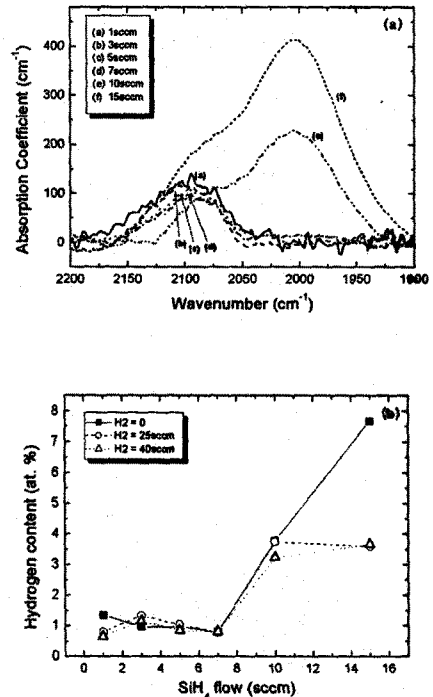 (a)
(a) 1sccm
(b) 3sccm
(c) 5sccm
(d) 7sccm
(e) 10sccm
(f) 15sccm
400
300
200
100
0
Absorption Coefficient (cm-1)
(f)
(e)
(a)
(b)
(c)
(d)
2200 2150 2100 2050 2000 1950 1900
Wavenumber (cm-1)
(b)
H2 = 0
H2 = 25sccm
H2 = 40sccm
8
7
6
5
4
3
2
1
0
Hydrogen content (at. %)
0 2 4 6 8 10 12 14 16
SiH4 flow (sccm)